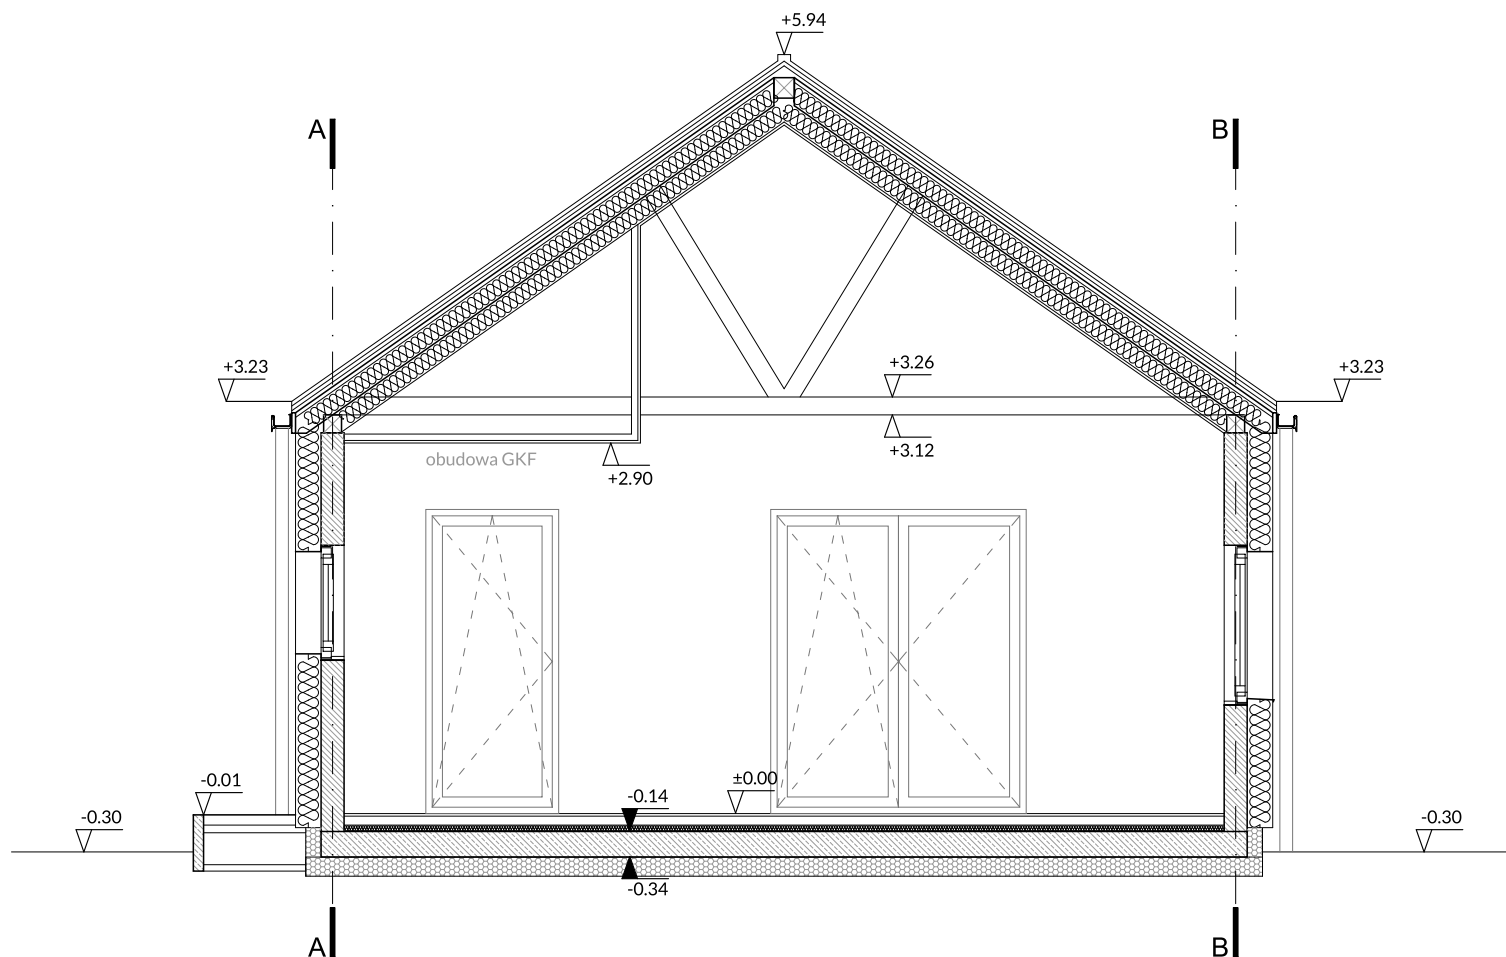 +5.94
A
B
+3.23
+3.26
+3.23
+3.12
obudowa GKF
+2.90
-0.01
±0.00
-0.14
-0.30
-0.30
-0.34
A
B